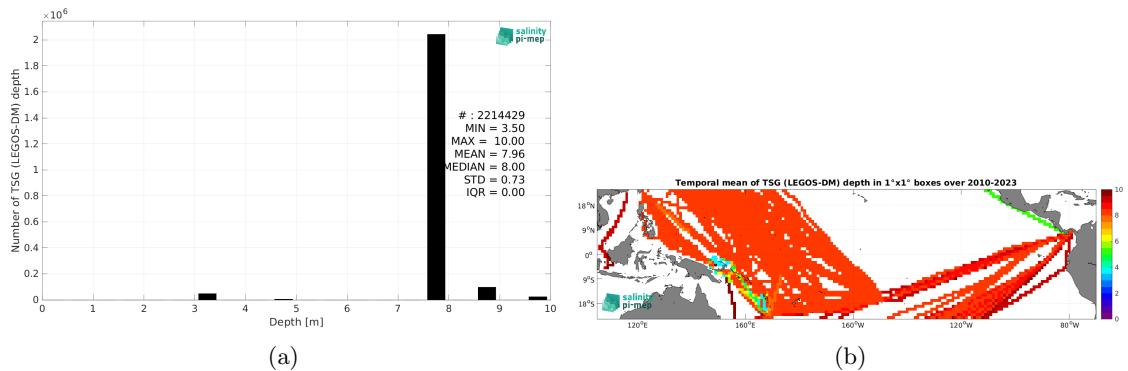 ×10⁶
2
1.8
1.6
1.4
1.2
1
0.8
0.6
0.4
0.2
0
Number of TSG (LEGOS-DM) depth
0 1 2 3 4 5 6 7 8 9 10
Depth [m]
salinity
pi-mep
# : 2214429
MIN = 3.50
MAX = 10.00
MEAN = 7.96
MEDIAN = 8.00
STD = 0.73
IQR = 0.00
(a)
Temporal mean of TSG (LEGOS-DM) depth in 1°x1° boxes over 2010-2023
18°N
9°N
0°
9°S
18°S
120°E 160°E 160°W 120°W 80°W
salinity
pi-mep
10
8
6
4
2
0
(b)